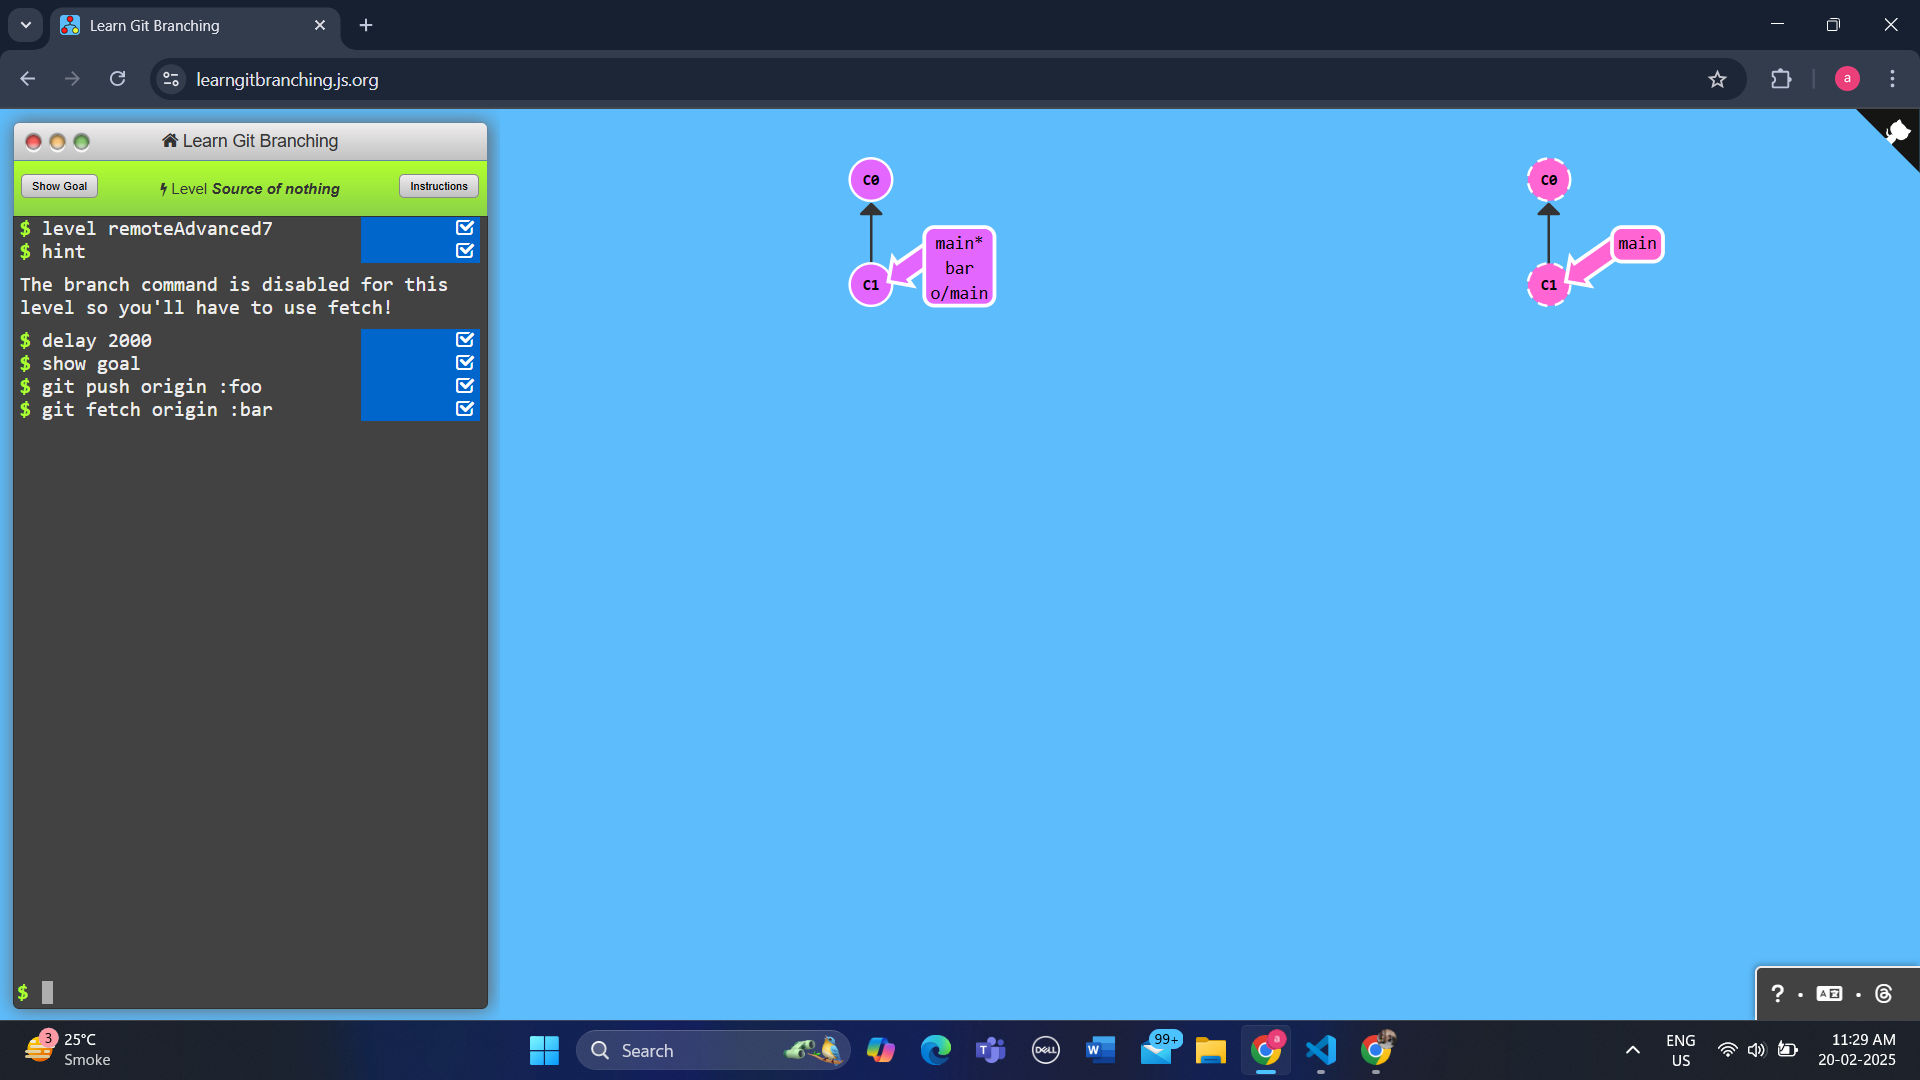 Learn Git Branching
learngitbranching.js.org
a
Learn Git Branching
Show Goal
Level Source of nothing
Instructions
$ level remoteAdvanced7
$ hint
The branch command is disabled for this
level so you'll have to use fetch!
$ delay 2000
$ show goal
$ git push origin :foo
$ git fetch origin :bar
$
C0
main*
bar
o/main
C1
C0
main
C1
?
3
25°C
Smoke
Search
DELL
W
99+
a
ENG
US
11:29 AM
20-02-2025